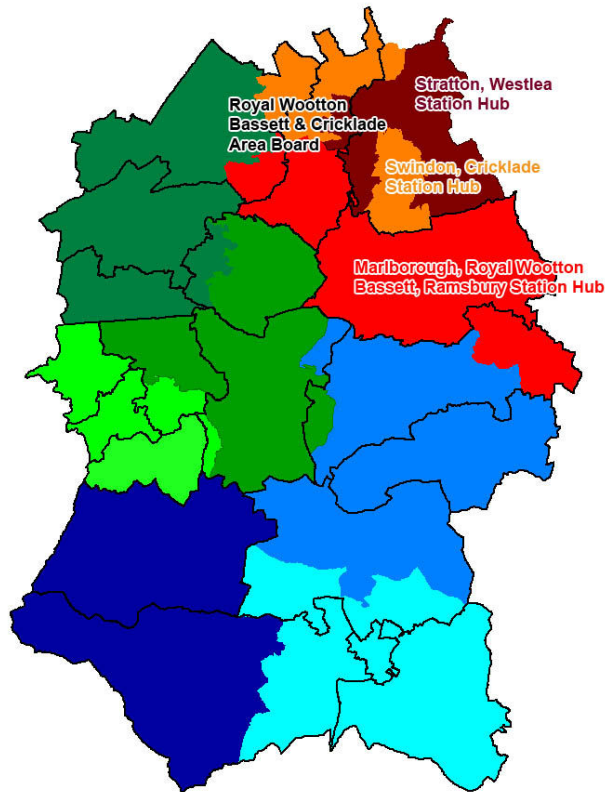 Stratton, Westlea
Station Hub
Royal Wootton
Bassett & Cricklade
Area Board
Swindon, Cricklade
Station Hub
Marlborough, Royal Wootton
Bassett, Ramsbury Station Hub